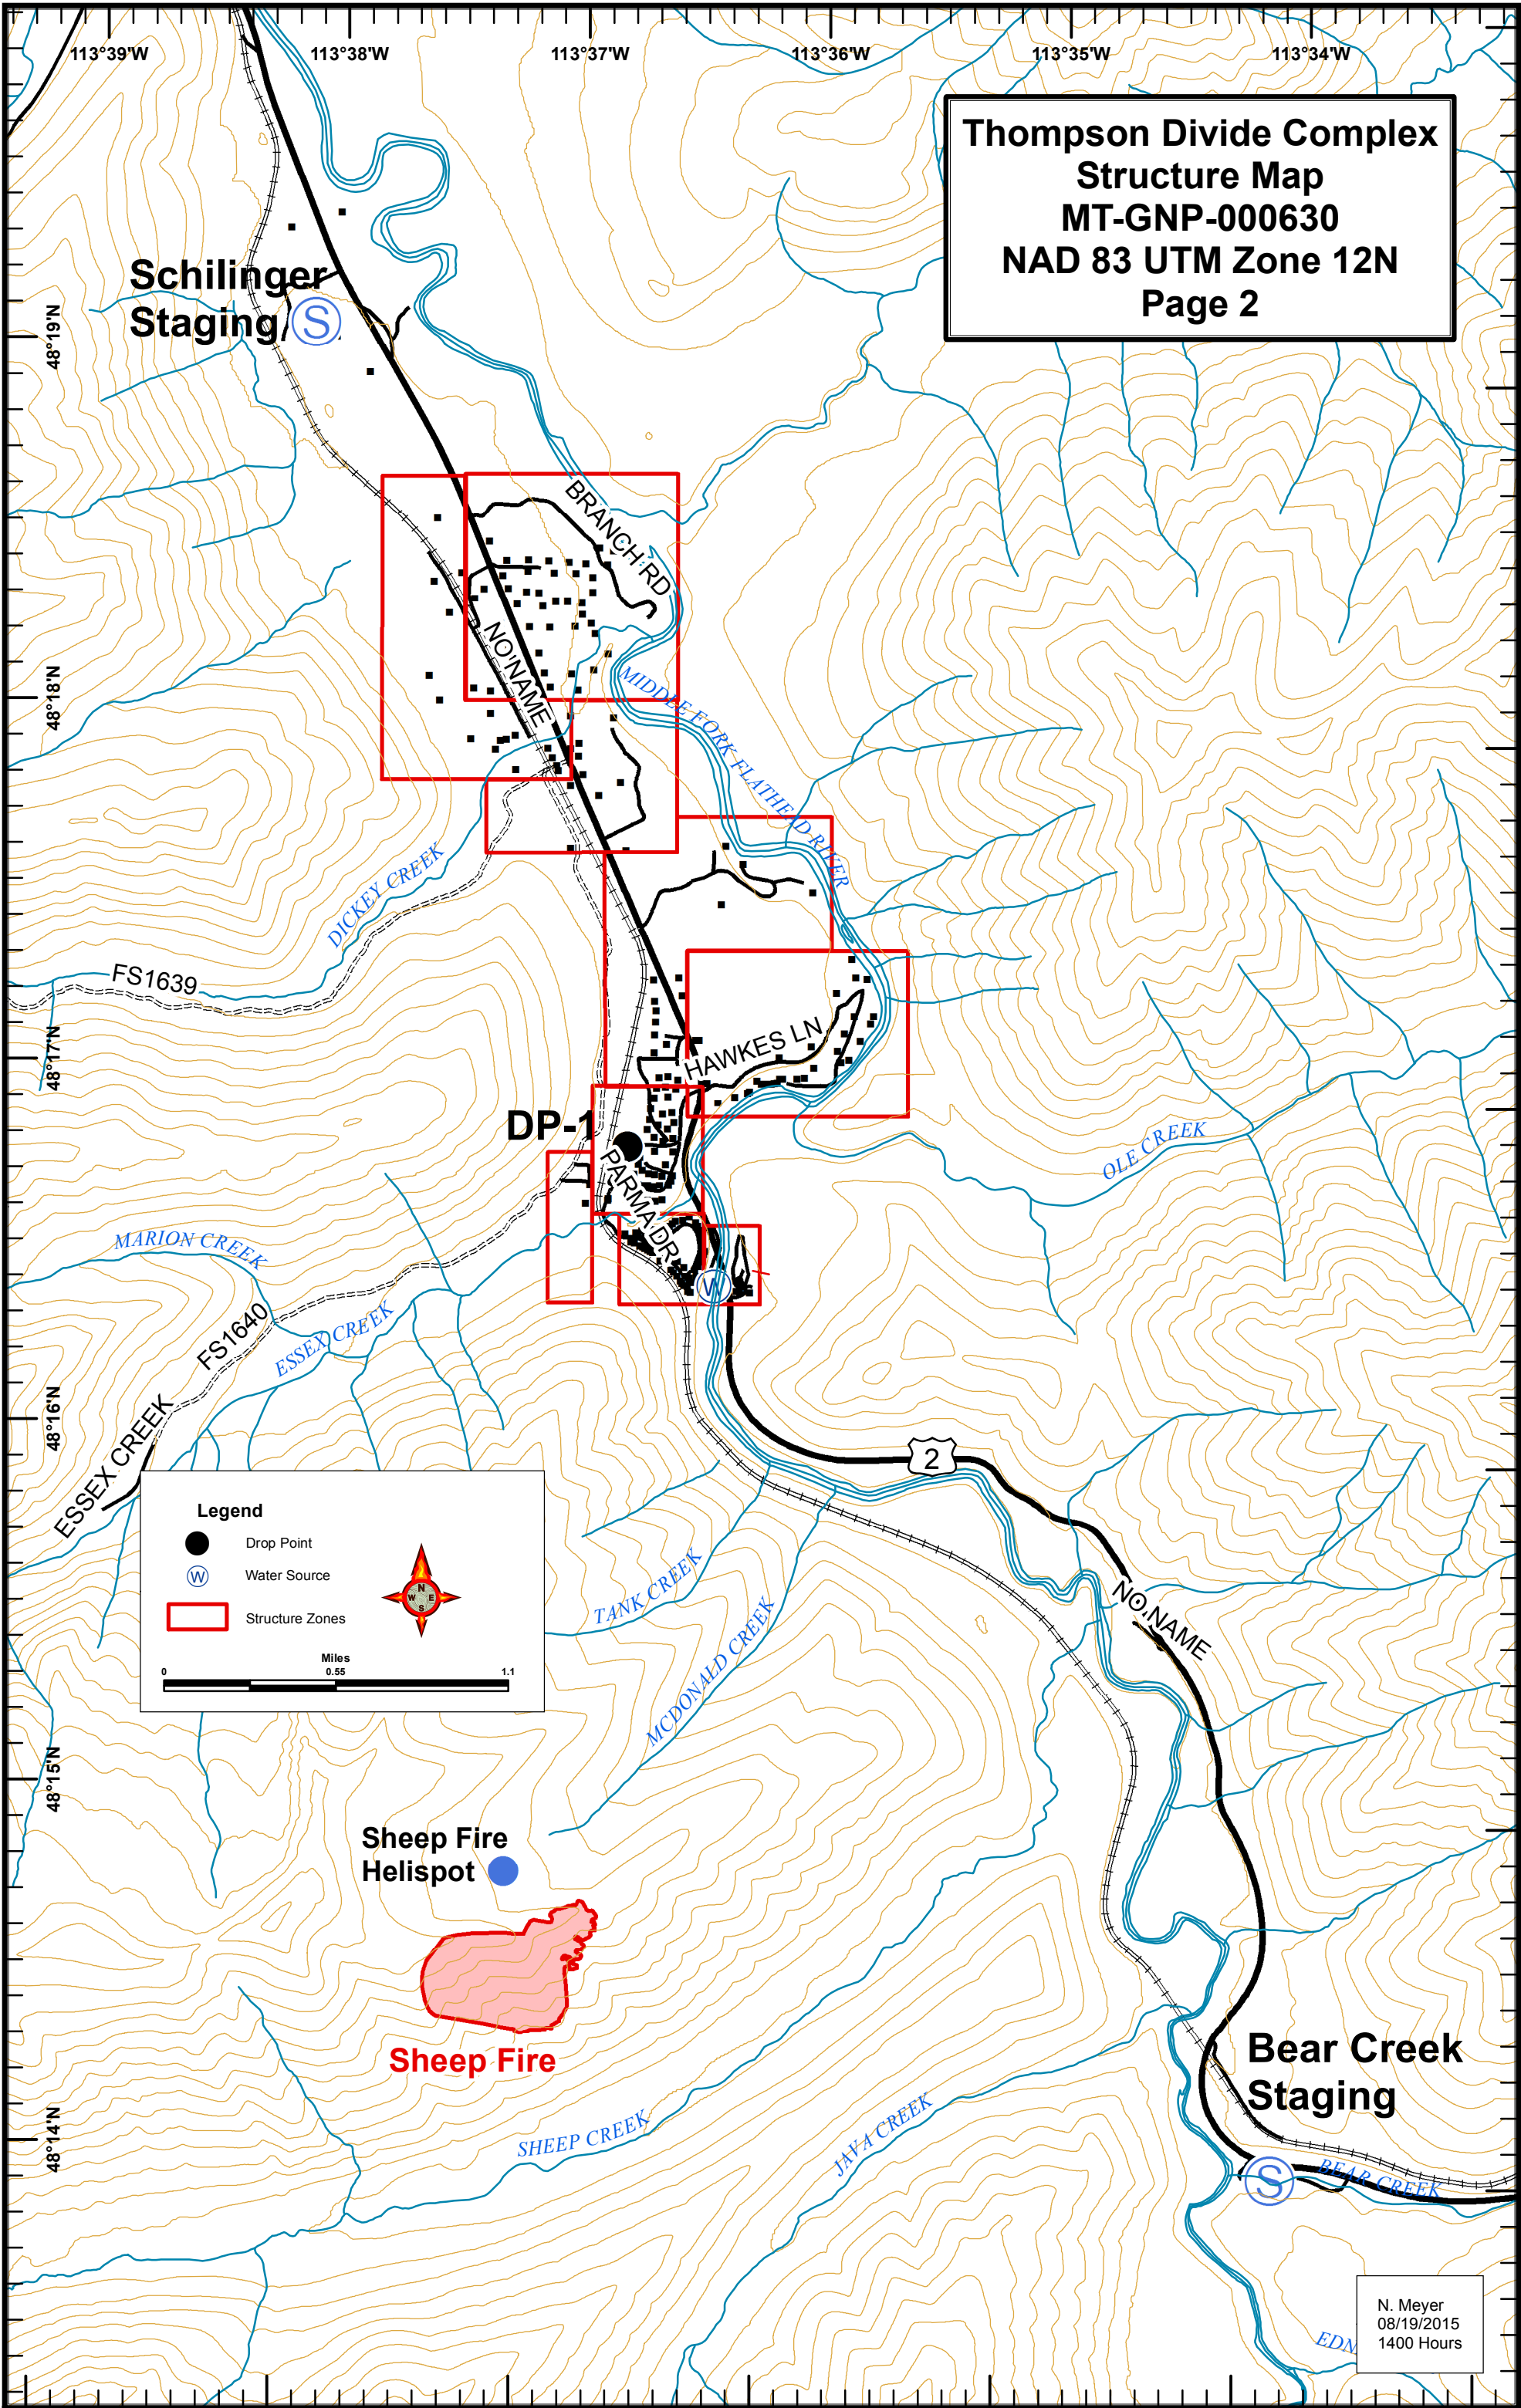 113°39'W
113°38'W
113°37'W
113°36'W
113°35'W
113°34'W
Thompson Divide Complex
Structure Map
MT-GNP-000630
NAD 83 UTM Zone 12N
Page 2
Schilinger
Staging
S
48°19'N
BRANCH RD
NO NAME
48°18'N
MIDDLE FORK FLATHEAD RIVER
DICKEY CREEK
FS1639
48°17'N
HAWKES LN
DP-1
PARMA DR
OLE CREEK
MARION CREEK
W
FS1640
ESSEX CREEK
48°16'N
ESSEX CREEK
2
Legend
Drop Point
W
Water Source
Structure Zones
N
W E
S
Miles
0 0.55 1.1
TANK CREEK
MCDONALD CREEK
NO NAME
48°15'N
Sheep Fire
Helispot
Sheep Fire
Bear Creek
Staging
48°14'N
SHEEP CREEK
JAVA CREEK
S
BEAR CREEK
N. Meyer
08/19/2015
1400 Hours
EDN